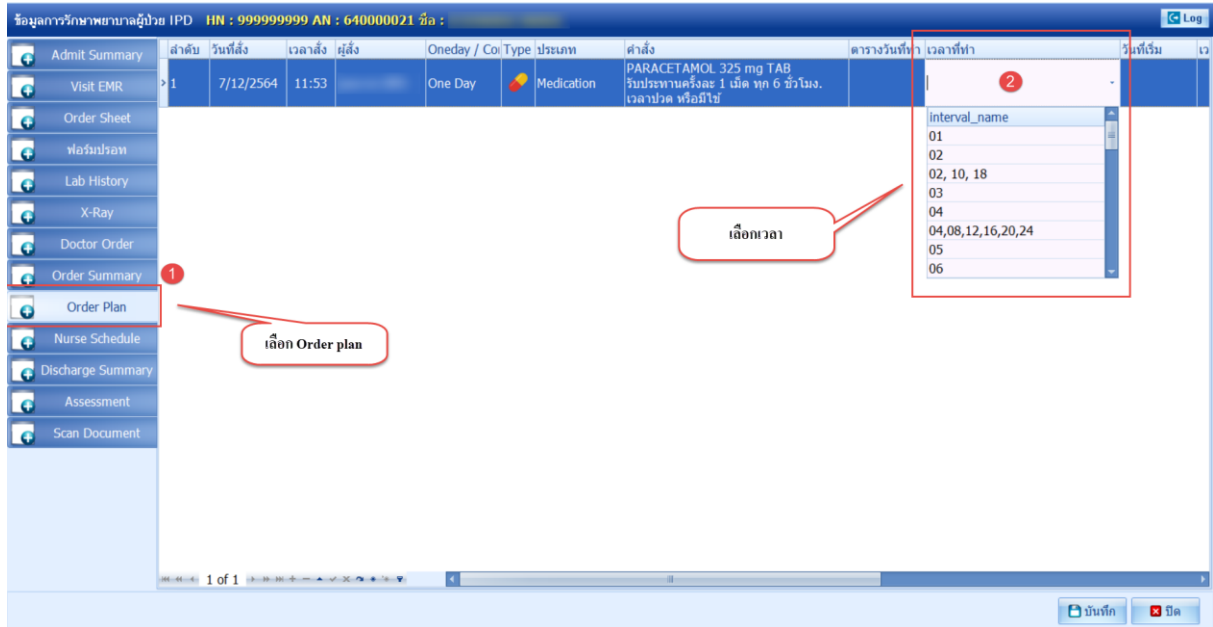 ข้อมูลการรักษาพยาบาลผู้ป่วย IPD HN : 999999999 AN : 640000021 ชื่อ :
Log
ลำดับ วันที่สั่ง เวลาสั่ง ผู้สั่ง Oneday / Coi Type ประเภท คำสั่ง ตารางวันที่ทำ เวลาที่ทำ วันที่เริ่ม เว
1 7/12/2564 11:53 One Day Medication PARACETAMOL 325 mg TAB
รับประทานครั้งละ 1 เม็ด ทุก 6 ชั่วโมง.
เวลาปวด หรือมีไข้
2
interval_name
01
02
02, 10, 18
03
04
04,08,12,16,20,24
05
06
เลือกเวลา
Admit Summary
Visit EMR
Order Sheet
ฟอร์มปรอท
Lab History
X-Ray
Doctor Order
Order Summary
1
Order Plan
เลือก Order plan
Nurse Schedule
Discharge Summary
Assessment
Scan Document
1 of 1
บันทึก ปิด